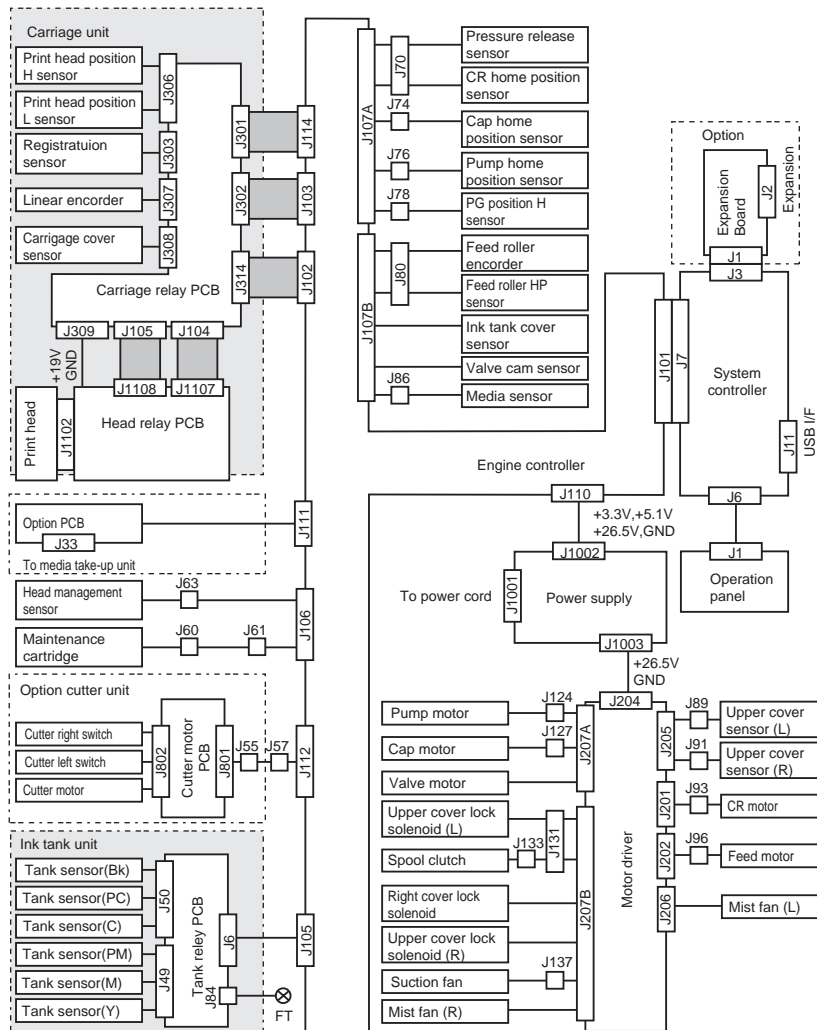 Carriage unit
Print head position
H sensor
Print head position
L sensor
Registratuion
sensor
Linear encorder
Carrigage cover
sensor
J306
J303
J307
J308
J301
J302
J314
J114
J103
J102
Carriage relay PCB
J309
J105
J104
+19V
GND
J1108
J1107
Print head
J1102
Head relay PCB
J107A
J107B
J70
J74
J76
J78
J80
J86
Pressure release
sensor
CR home position
sensor
Cap home
position sensor
Pump home
position sensor
PG position H
sensor
Feed roller
encorder
Feed roller HP
sensor
Ink tank cover
sensor
Valve cam sensor
Media sensor
Option
Expansion
Board
J2
Expansion
J1
J3
J101
J7
System
controller
J11
USB I/F
J6
J1
Operation
panel
Engine controller
J110
+3.3V,+5.1V
+26.5V,GND
J1002
To power cord
J1001
Power supply
J1003
+26.5V
GND
J204
Option PCB
J33
To media take-up unit
J111
Head management
sensor
J63
J106
Maintenance
cartridge
J60
J61
Option cutter unit
Cutter right switch
Cutter left switch
Cutter motor
J802
Cutter motor
PCB
J801
J55
J57
J112
Ink tank unit
Tank sensor(Bk)
Tank sensor(PC)
Tank sensor(C)
Tank sensor(PM)
Tank sensor(M)
Tank sensor(Y)
J50
J49
Tank reley PCB
J6
J84
FT
J105
Pump motor
Cap motor
Valve motor
Upper cover lock
solenoid (L)
Spool clutch
Right cover lock
solenoid
Upper cover lock
solenoid (R)
Suction fan
Mist fan (R)
J124
J127
J133
J131
J137
J207A
J207B
Motor driver
J205
J201
J202
J206
J89
J91
J93
J96
Upper cover
sensor (L)
Upper cover
sensor (R)
CR motor
Feed motor
Mist fan (L)